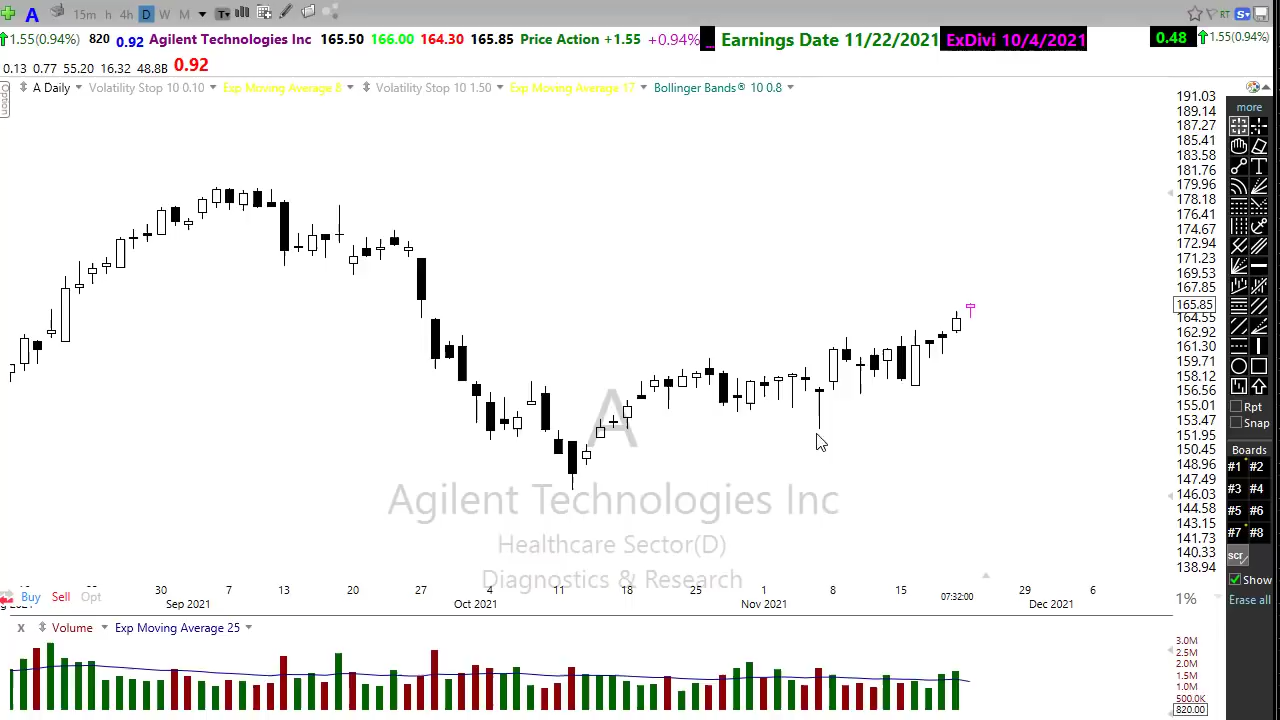 A 15m h 4h D W M T RT S
1.55(0.94%) 820 0.92 Agilent Technologies Inc 165.50 166.00 164.30 165.85 Price Action +1.55 +0.94% _ Earnings Date 11/22/2021 ExDivi 10/4/2021 0.48 1.55(0.94%)
0.13 0.77 55.20 16.32 48.8B 0.92
A Daily Volatility Stop 10 0.10 Exp Moving Average 8 Volatility Stop 10 1.50 Exp Moving Average 17 Bollinger Bands® 10 0.8
Option
191.03
189.14
187.27
185.41
183.58
181.76
179.96
178.18
176.41
174.67
172.94
171.23
169.53
167.85
165.85
164.55
162.92
161.30
159.71
158.12
156.56
155.01
153.47
151.95
150.45
148.96
147.49
146.03
144.58
143.15
141.73
140.33
138.94
1%
more
T
Rpt
Snap
Boards
#1 #2
#3 #4
#5 #6
#7 #8
scr
Show
Erase all
A
Agilent Technologies Inc
Healthcare Sector(D)
Diagnostics & Research
Buy Sell Opt
30 7 13 20 27 4 11 18 25 1 8 15 07:32:00 29 6
Sep 2021 Oct 2021 Nov 2021 Dec 2021
X Volume Exp Moving Average 25
3.0M
2.5M
2.0M
1.5M
1.0M
500.0K
820.00